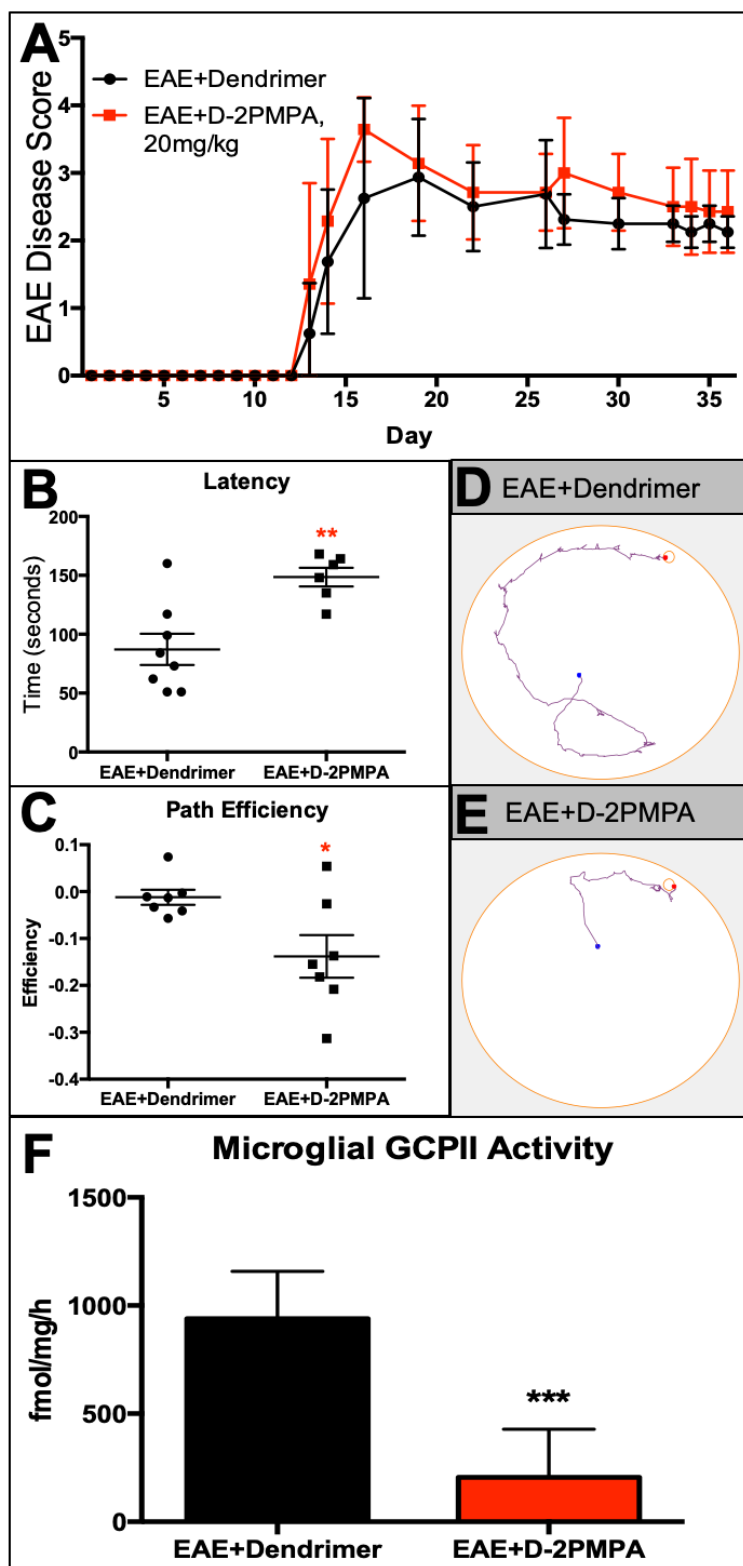 A
EAE+Dendrimer
EAE+D-2PMPA,
20mg/kg
EAE Disease Score
5
4
3
2
1
0
5 10 15 20 25 30 35
Day
B
Latency
**
Time (seconds)
200
150
100
50
0
EAE+Dendrimer EAE+D-2PMPA
C
Path Efficiency
*
Efficiency
0.1
0.0
-0.1
-0.2
-0.3
-0.4
EAE+Dendrimer EAE+D-2PMPA
D EAE+Dendrimer
E EAE+D-2PMPA
F
Microglial GCPII Activity
***
fmol/mg/h
1500
1000
500
0
EAE+Dendrimer EAE+D-2PMPA